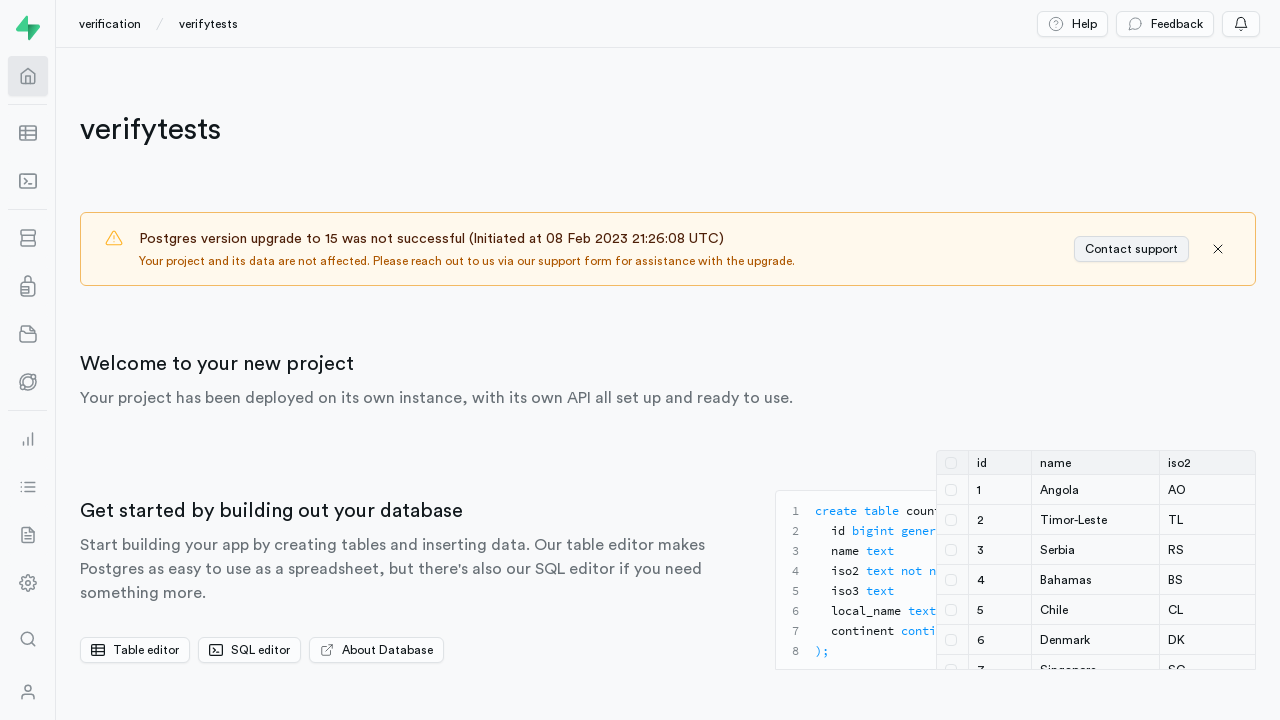 verification / verifytests
Help
Feedback
verifytests
Postgres version upgrade to 15 was not successful (Initiated at 08 Feb 2023 21:26:08 UTC)
Your project and its data are not affected. Please reach out to us via our support form for assistance with the upgrade.
Contact support
Welcome to your new project
Your project has been deployed on its own instance, with its own API all set up and ready to use.
Get started by building out your database
Start building your app by creating tables and inserting data. Our table editor makes
Postgres as easy to use as a spreadsheet, but there's also our SQL editor if you need
something more.
Table editor
SQL editor
About Database
1 create table count
2 id bigint gener
3 name text
4 iso2 text not n
5 iso3 text
6 local_name text
7 continent conti
8 );
id name iso2
1 Angola AO
2 Timor-Leste TL
3 Serbia RS
4 Bahamas BS
5 Chile CL
6 Denmark DK
7 Singapore SG